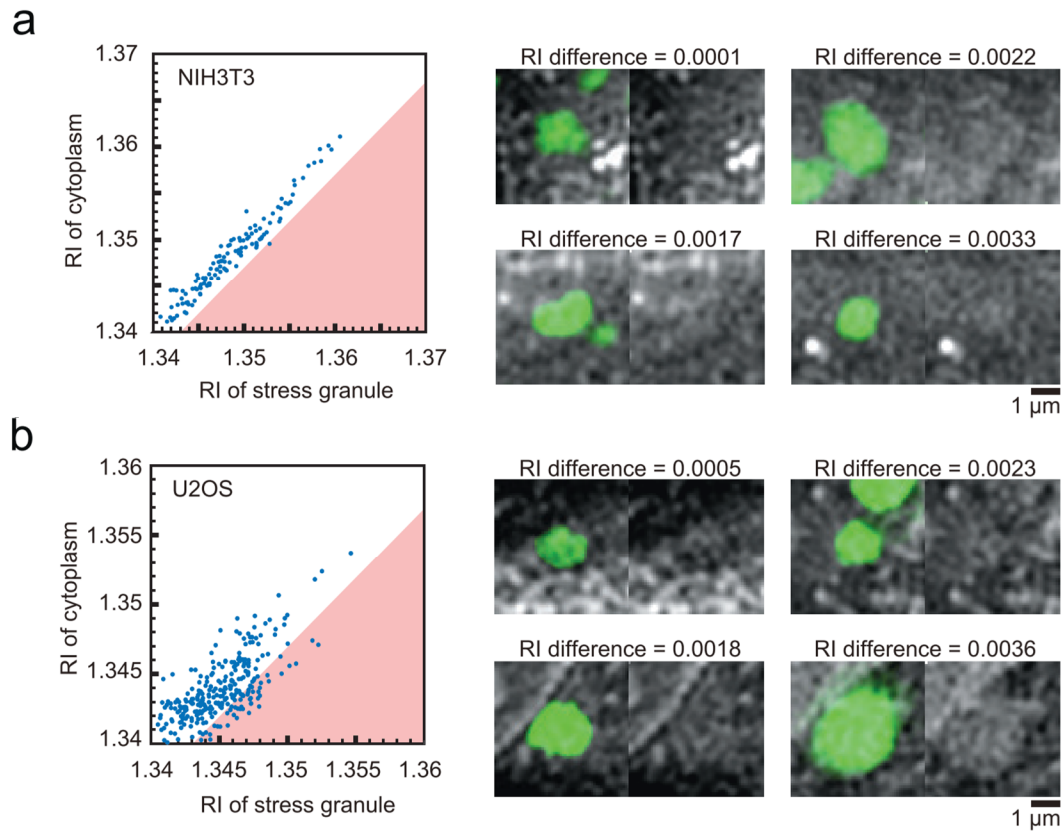 a
1.37
1.36
1.35
1.34
RI of cytoplasm
NIH3T3
1.34 1.35 1.36 1.37
RI of stress granule
RI difference = 0.0001
RI difference = 0.0022
RI difference = 0.0017
RI difference = 0.0033
1 µm
b
1.36
1.355
1.35
1.345
1.34
RI of cytoplasm
U2OS
1.34 1.345 1.35 1.355 1.36
RI of stress granule
RI difference = 0.0005
RI difference = 0.0023
RI difference = 0.0018
RI difference = 0.0036
1 µm